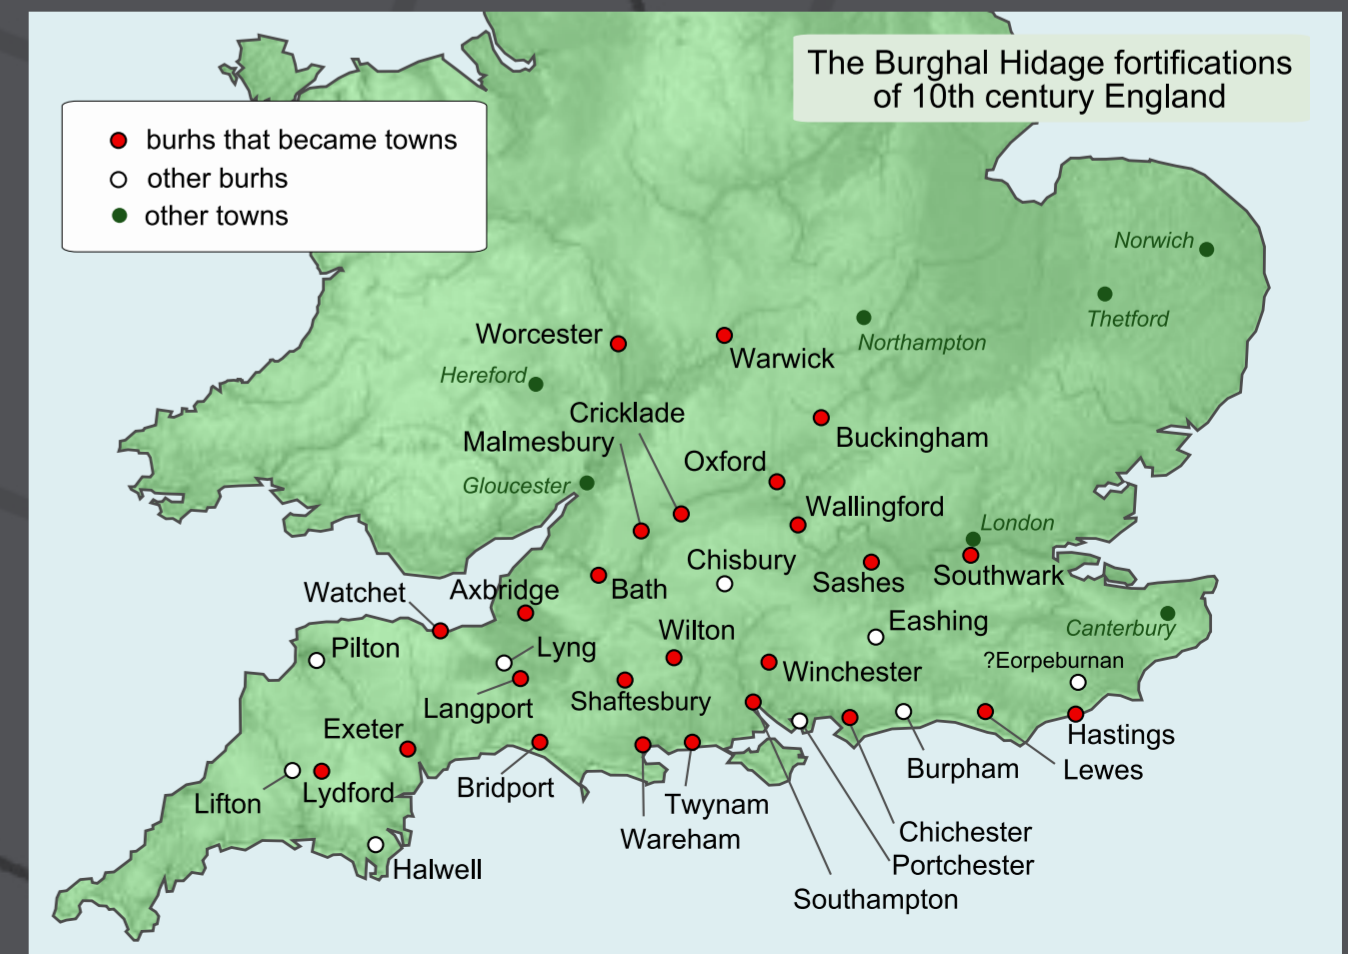 The Burghal Hidage fortifications
of 10th century England
burhs that became towns
other burhs
other towns
Norwich
Thetford
Northampton
Worcester
Warwick
Hereford
Cricklade
Malmesbury
Buckingham
Oxford
Gloucester
Wallingford
London
Chisbury
Sashes
Southwark
Watchet
Axbridge
Bath
Eashing
Canterbury
Wilton
Pilton
Lyng
?Eorpeburnan
Winchester
Langport
Shaftesbury
Exeter
Hastings
Burpham
Lewes
Bridport
Lifton
Lydford
Twynam
Wareham
Chichester
Portchester
Halwell
Southampton